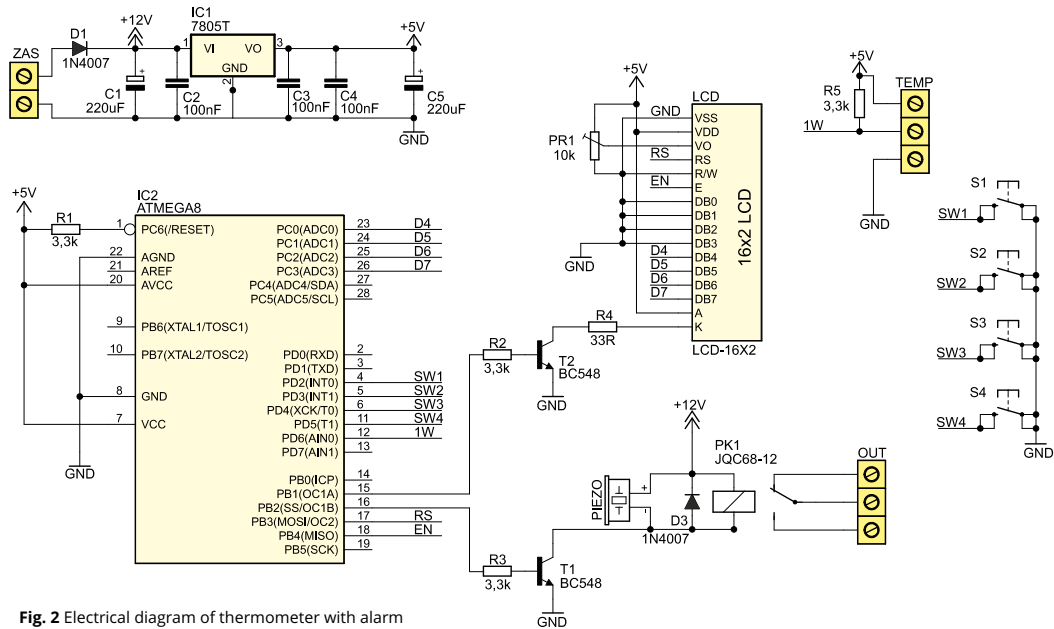 ZAS
D1
1N4007
+12V
IC1
7805T
1
VI
VO
3
GND
2
C1
220uF
C2
100nF
C3
100nF
C4
100nF
+5V
C5
220uF
GND
+5V
R1
3,3k
IC2
ATMEGA8
1 PC6(/RESET)
22 AGND
21 AREF
20 AVCC
9 PB6(XTAL1/TOSC1)
10 PB7(XTAL2/TOSC2)
8 GND
7 VCC
GND
PC0(ADC0) 23 D4
PC1(ADC1) 24 D5
PC2(ADC2) 25 D6
PC3(ADC3) 26 D7
PC4(ADC4/SDA) 27
PC5(ADC5/SCL) 28
PD0(RXD) 2
PD1(TXD) 3
PD2(INT0) 4 SW1
PD3(INT1) 5 SW2
PD4(XCK/T0) 6 SW3
PD5(T1) 11 SW4
PD6(AIN0) 12 1W
PD7(AIN1) 13
PB0(ICP) 14
PB1(OC1A) 15
PB2(SS/OC1B) 16
PB3(MOSI/OC2) 17 RS
PB4(MISO) 18 EN
PB5(SCK) 19
+5V
PR1
10k
LCD
GND VSS
VDD
VO
RS RS
R/W
EN E
DB0
DB1
DB2
DB3
D4 DB4
D5 DB5
D6 DB6
D7 DB7
A
K
16x2 LCD
LCD-16X2
GND
R4
33R
R2
3,3k
T2
BC548
GND
+5V
R5
3,3k
TEMP
1W
GND
S1
SW1
S2
SW2
S3
SW3
S4
SW4
GND
+12V
PK1
JQC68-12
OUT
PIEZO
+
-
D3
1N4007
R3
3,3k
T1
BC548
GND
Fig. 2 Electrical diagram of thermometer with alarm